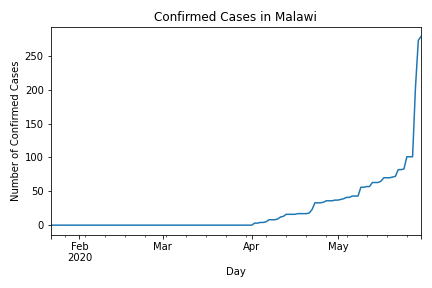 Confirmed Cases in Malawi
Number of Confirmed Cases
250
200
150
100
50
0
Feb
2020
Mar
Apr
May
Day